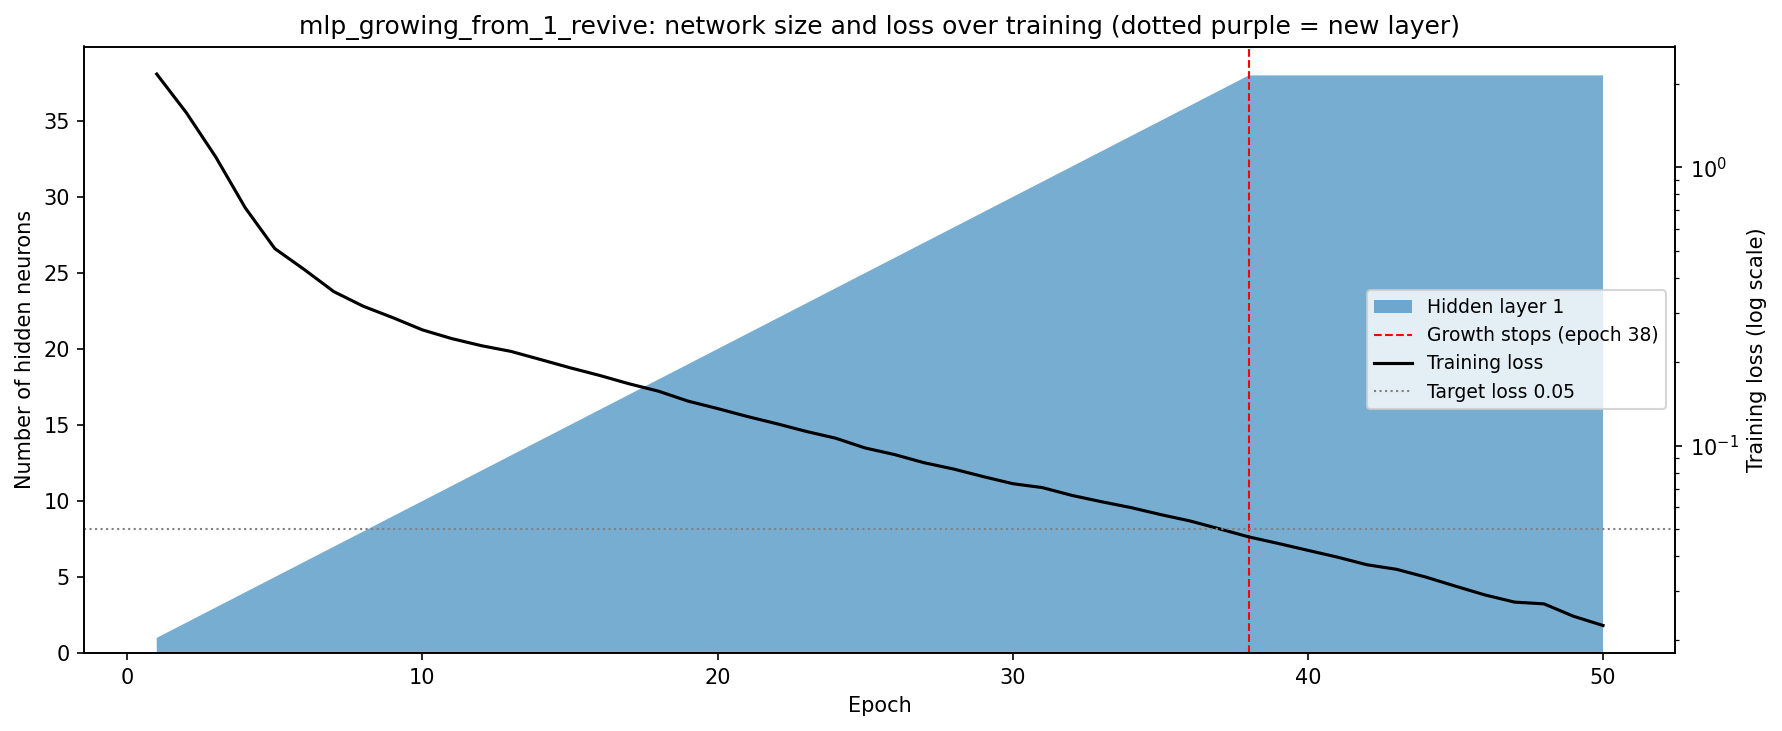 mlp_growing_from_1_revive: network size and loss over training (dotted purple = new layer)
Number of hidden neurons
35
30
25
20
15
10
5
0
0 10 20 30 40 50
Epoch
10⁰
10⁻¹
Training loss (log scale)
Hidden layer 1
Growth stops (epoch 38)
Training loss
Target loss 0.05